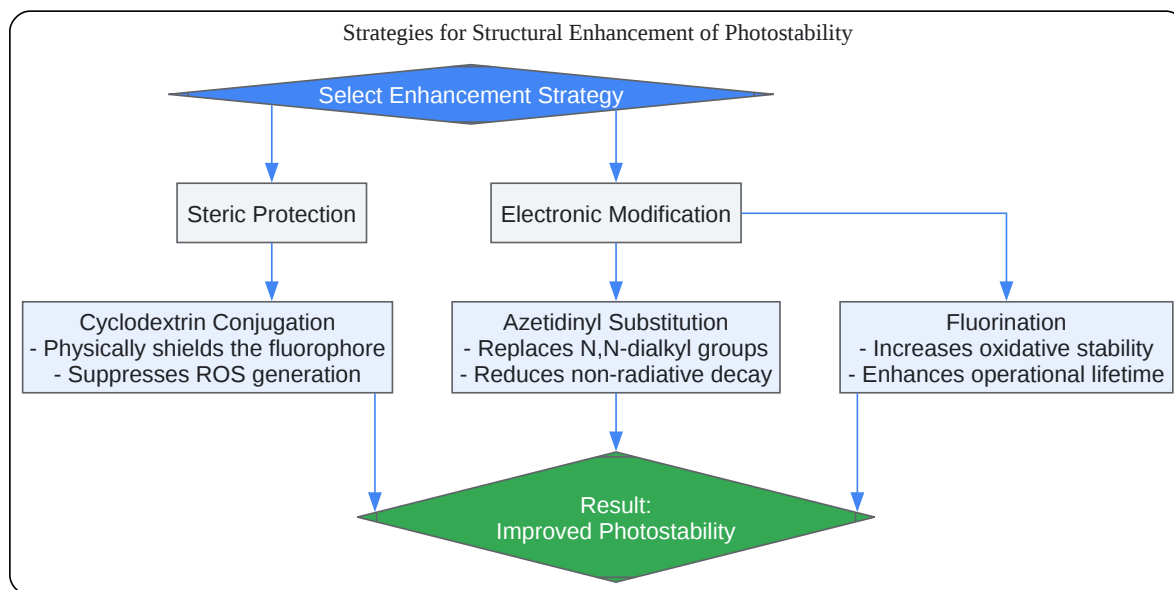 Strategies for Structural Enhancement of Photostability
Select Enhancement Strategy
Steric Protection
Electronic Modification
Cyclodextrin Conjugation
- Physically shields the fluorophore
- Suppresses ROS generation
Azetidinyl Substitution
- Replaces N,N-dialkyl groups
- Reduces non-radiative decay
Fluorination
- Increases oxidative stability
- Enhances operational lifetime
Result:
Improved Photostability